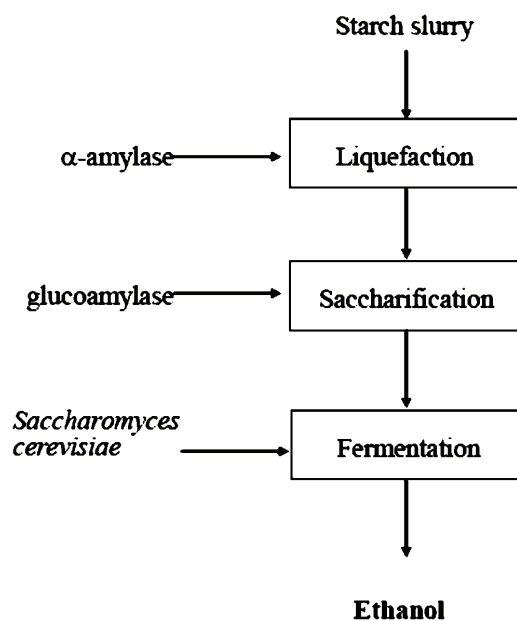 Starch slurry
α-amylase
Liquefaction
glucoamylase
Saccharification
Saccharomyces
cerevisiae
Fermentation
Ethanol